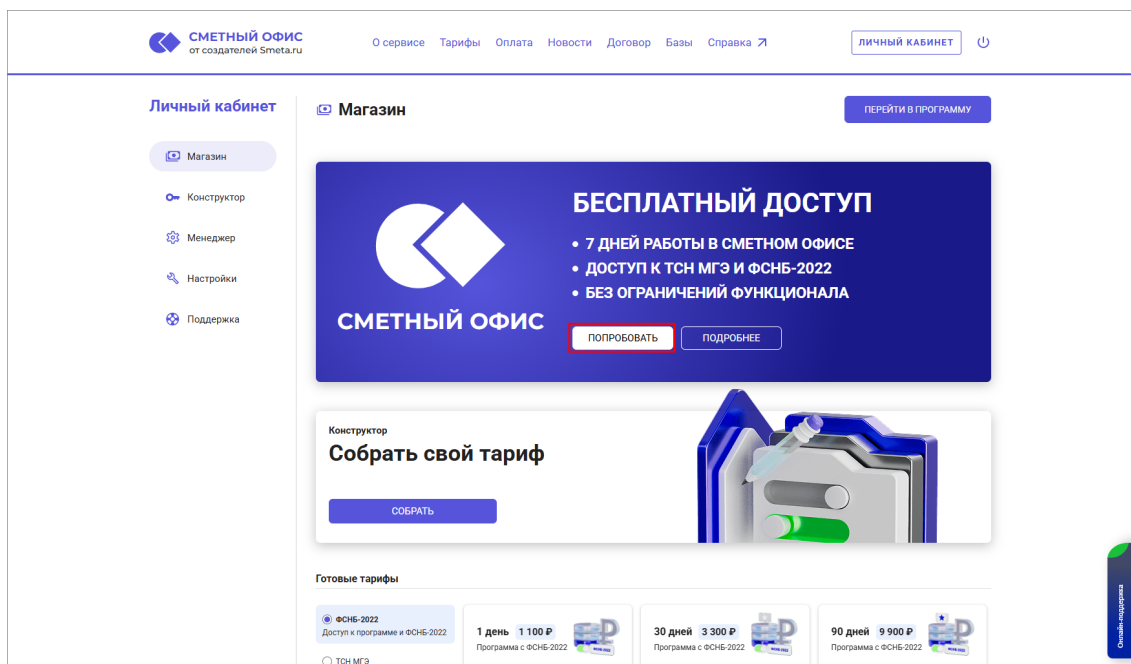 СМЕТНЫЙ ОФИС
от создателей Smeta.ru
О сервисе Тарифы Оплата Новости Договор Базы Справка
ЛИЧНЫЙ КАБИНЕТ
Личный кабинет
Магазин
Конструктор
Менеджер
Настройки
Поддержка
Магазин
ПЕРЕЙТИ В ПРОГРАММУ
СМЕТНЫЙ ОФИС
БЕСПЛАТНЫЙ ДОСТУП
• 7 ДНЕЙ РАБОТЫ В СМЕТНОМ ОФИСЕ
• ДОСТУП К ТСН МГЭ И ФСНБ-2022
• БЕЗ ОГРАНИЧЕНИЙ ФУНКЦИОНАЛА
ПОПРОБОВАТЬ ПОДРОБНЕЕ
Конструктор
Собрать свой тариф
СОБРАТЬ
Готовые тарифы
ФСНБ-2022
Доступ к программе и ФСНБ-2022
ТСН МГЭ
1 день 1 100 ₽
Программа с ФСНБ-2022
30 дней 3 300 ₽
Программа с ФСНБ-2022
90 дней 9 900 ₽
Программа с ФСНБ-2022
Онлайн-поддержка